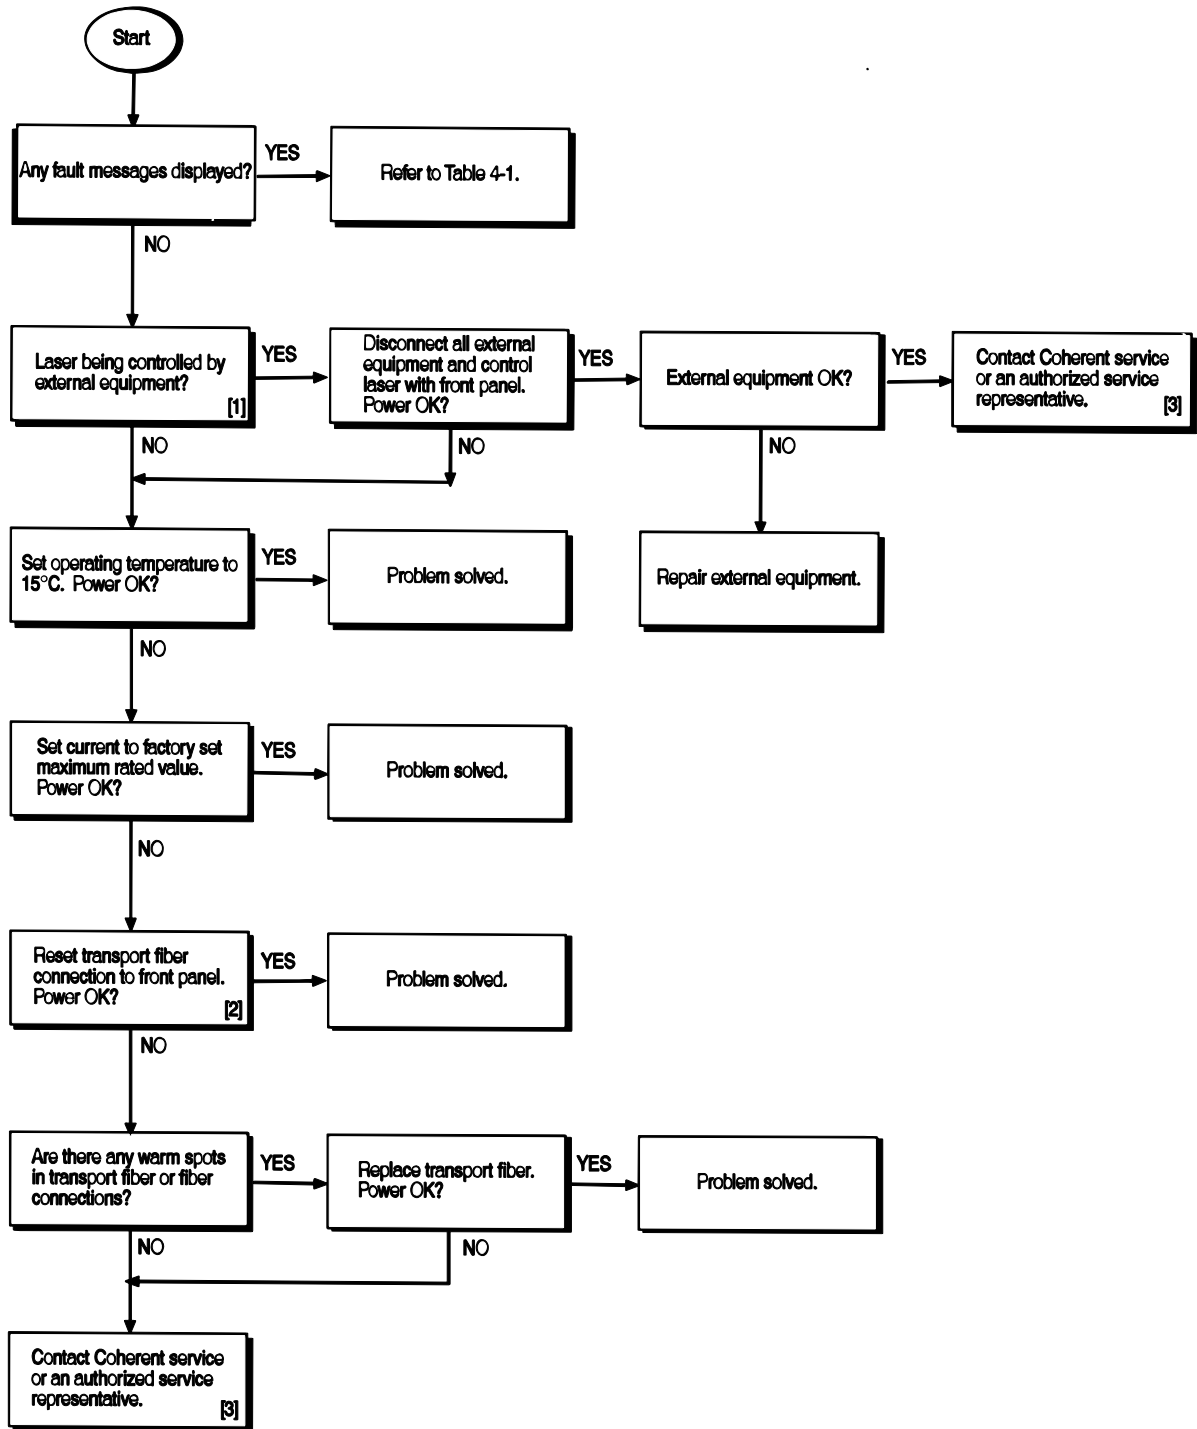 Start
Any fault messages displayed?
YES
Refer to Table 4-1.
NO
Laser being controlled by
external equipment?
[1]
YES
Disconnect all external
equipment and control
laser with front panel.
Power OK?
YES
External equipment OK?
YES
Contact Coherent service
or an authorized service
representative.
[3]
NO
NO
NO
Set operating temperature to
15°C. Power OK?
YES
Problem solved.
Repair external equipment.
NO
Set current to factory set
maximum rated value.
Power OK?
YES
Problem solved.
NO
Reset transport fiber
connection to front panel.
Power OK?
[2]
YES
Problem solved.
NO
Are there any warm spots
in transport fiber or fiber
connections?
YES
Replace transport fiber.
Power OK?
YES
Problem solved.
NO
NO
Contact Coherent service
or an authorized service
representative.
[3]